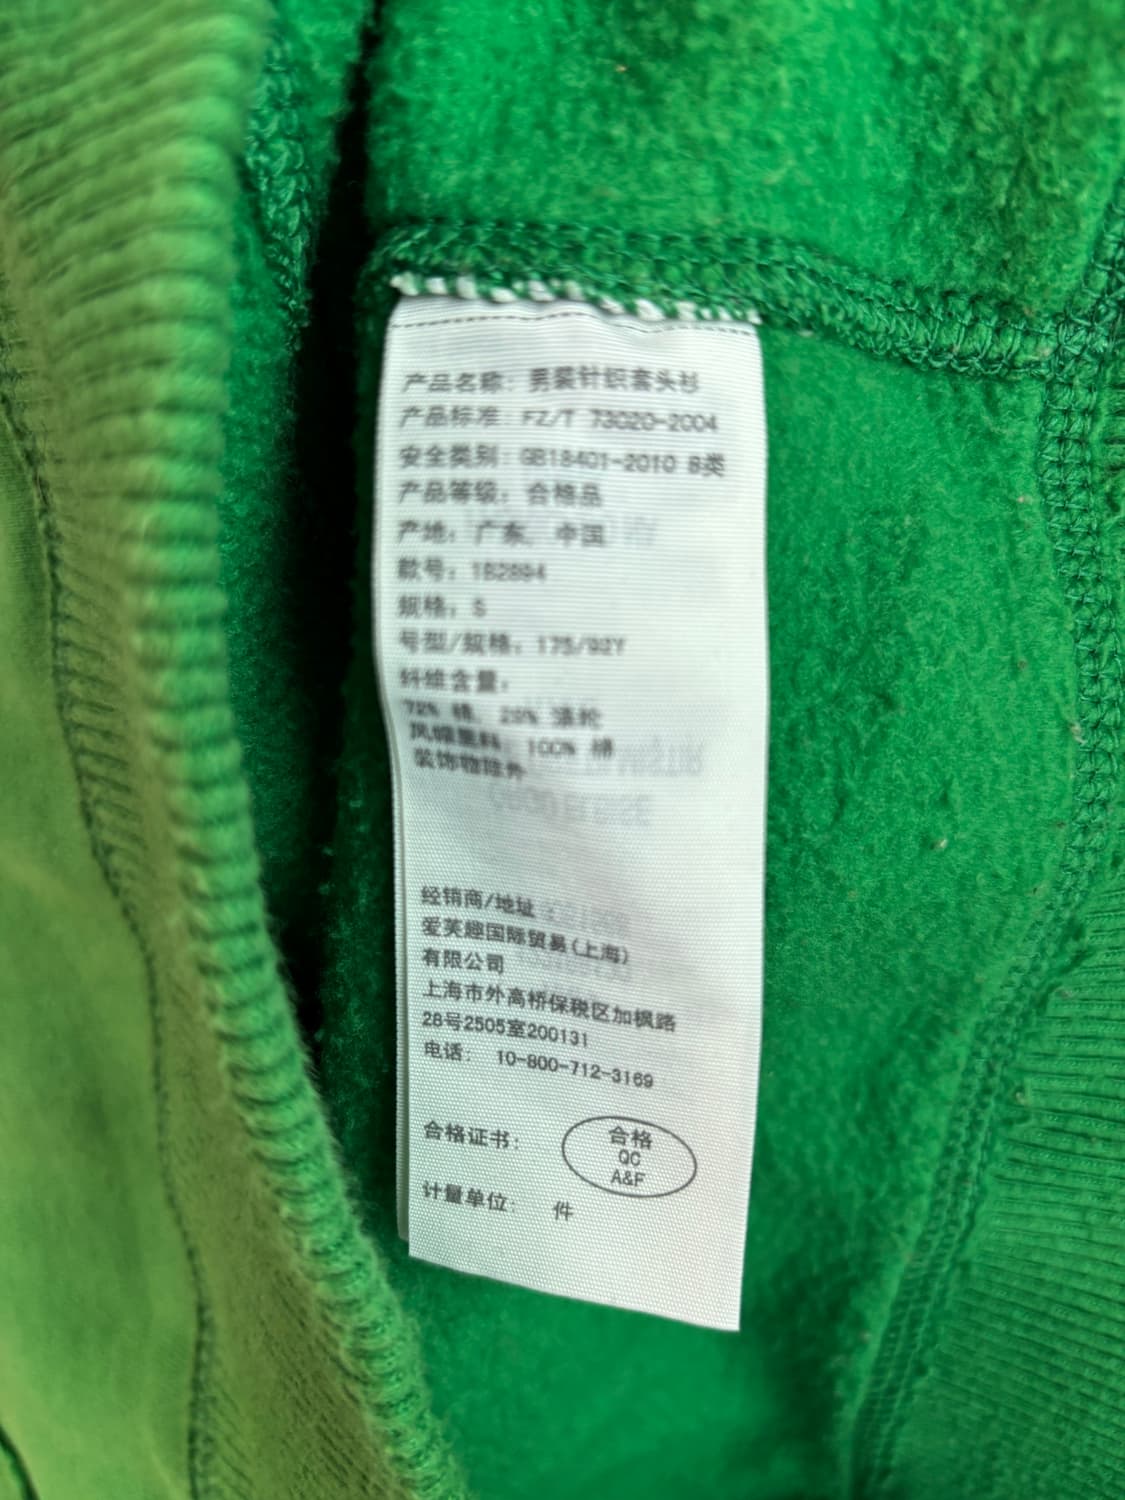 产品名称：男装针织套头衫
产品标准：FZ/T 73020-2004
安全类别：GB18401-2010 B类
产品等级：合格品
产地：广东，中国
款号：182894
规格：S
号型/规格：175/92Y
纤维含量：
72% 棉，28% 涤纶
100% 棉
装饰物除外
经销商/地址
爱芙趣国际贸易(上海)
有限公司
上海市外高桥保税区加枫路
28号2505室200131
电话： 10-800-712-3169
合格证书：
合格
QC
A&F
计量单位： 件